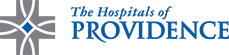 The Hospitals of
PROVIDENCE